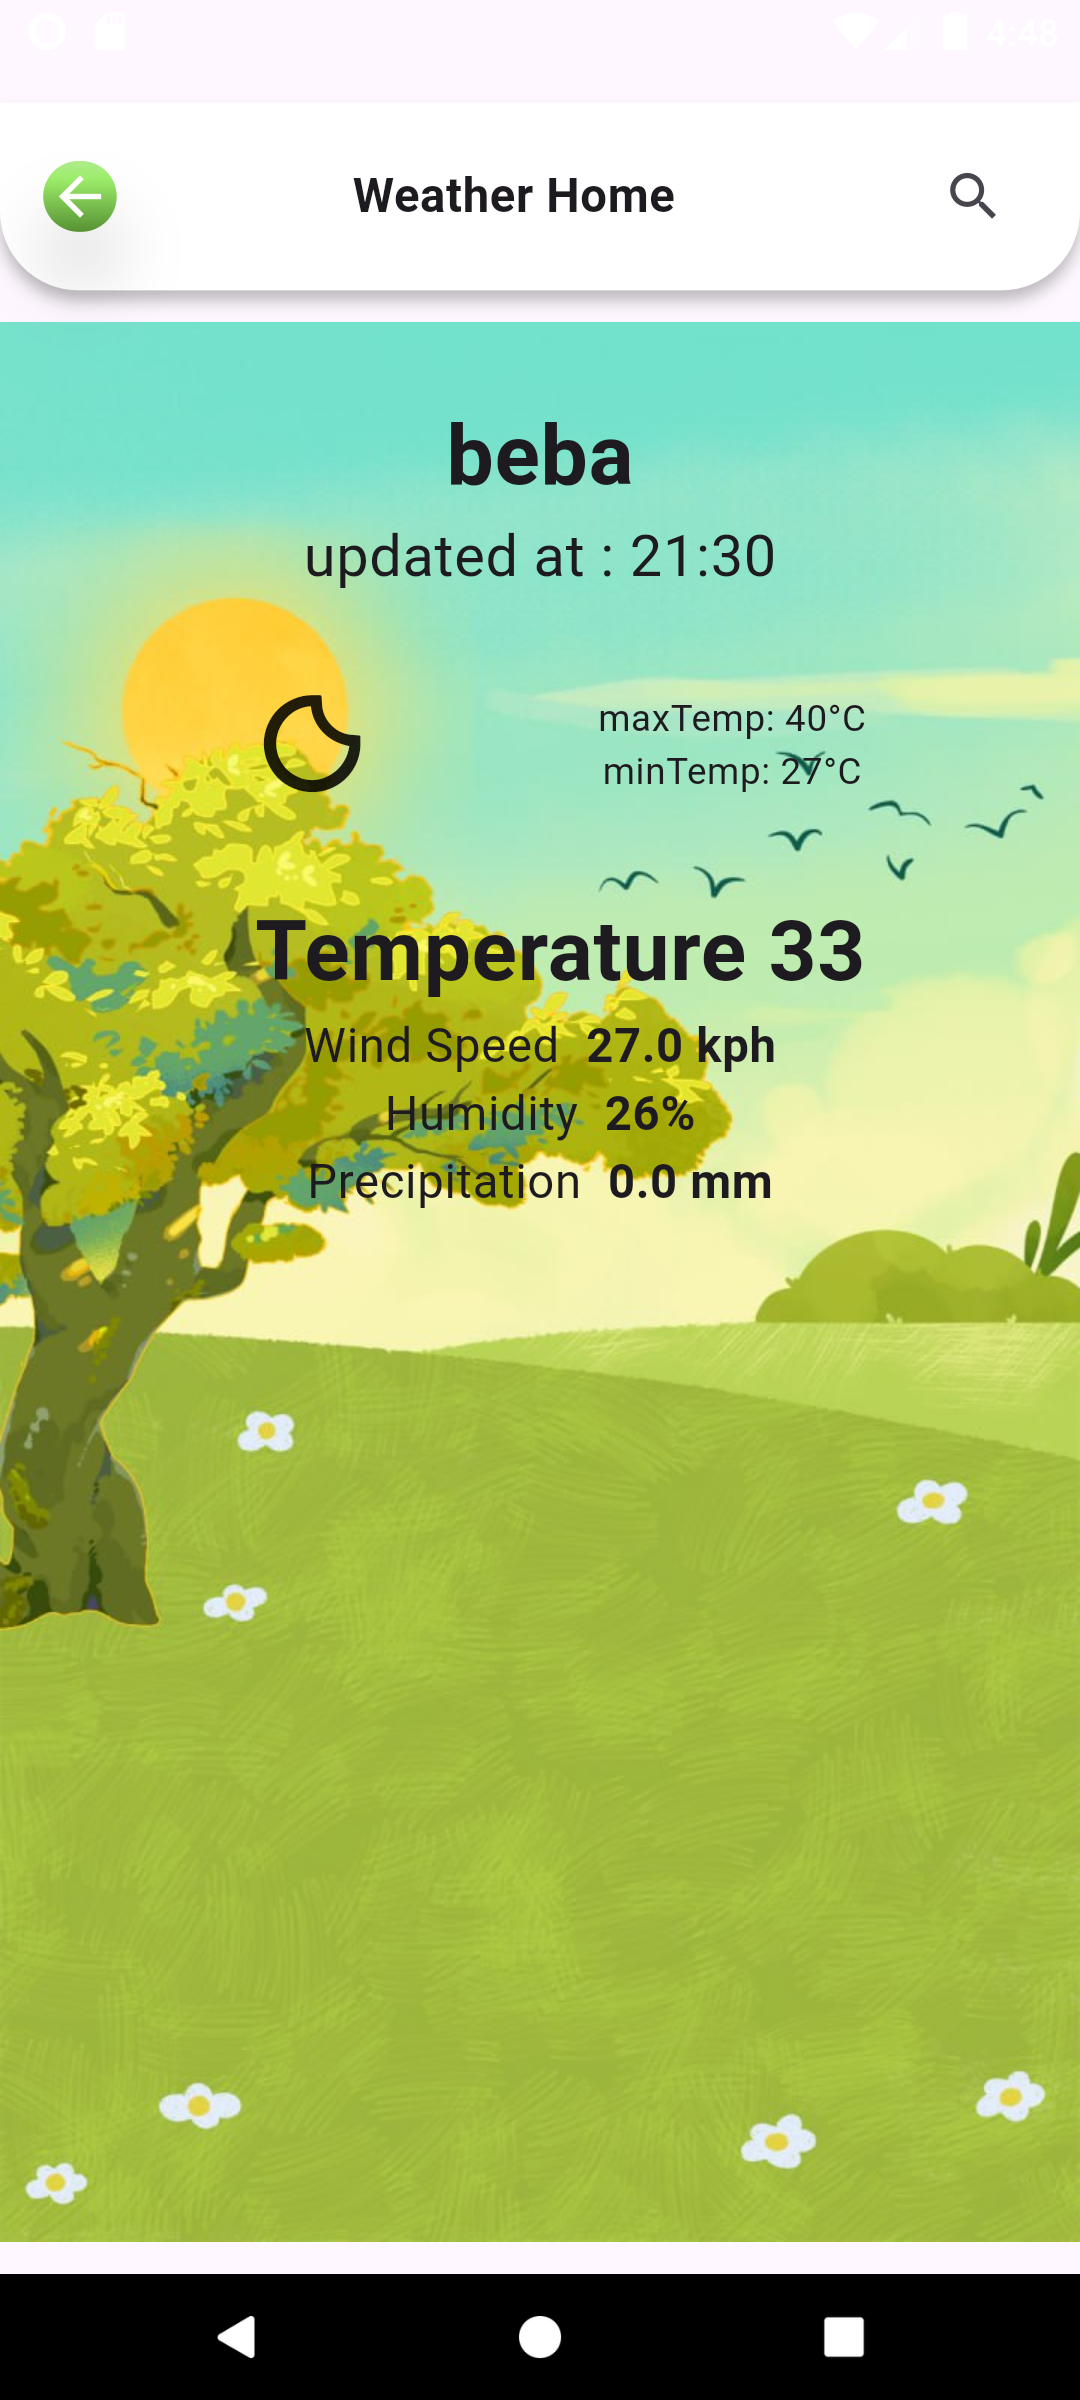 4:48
Weather Home
beba
updated at : 21:30
maxTemp: 40°C
minTemp: 27°C
Temperature 33
Wind Speed 27.0 kph
Humidity 26%
Precipitation 0.0 mm